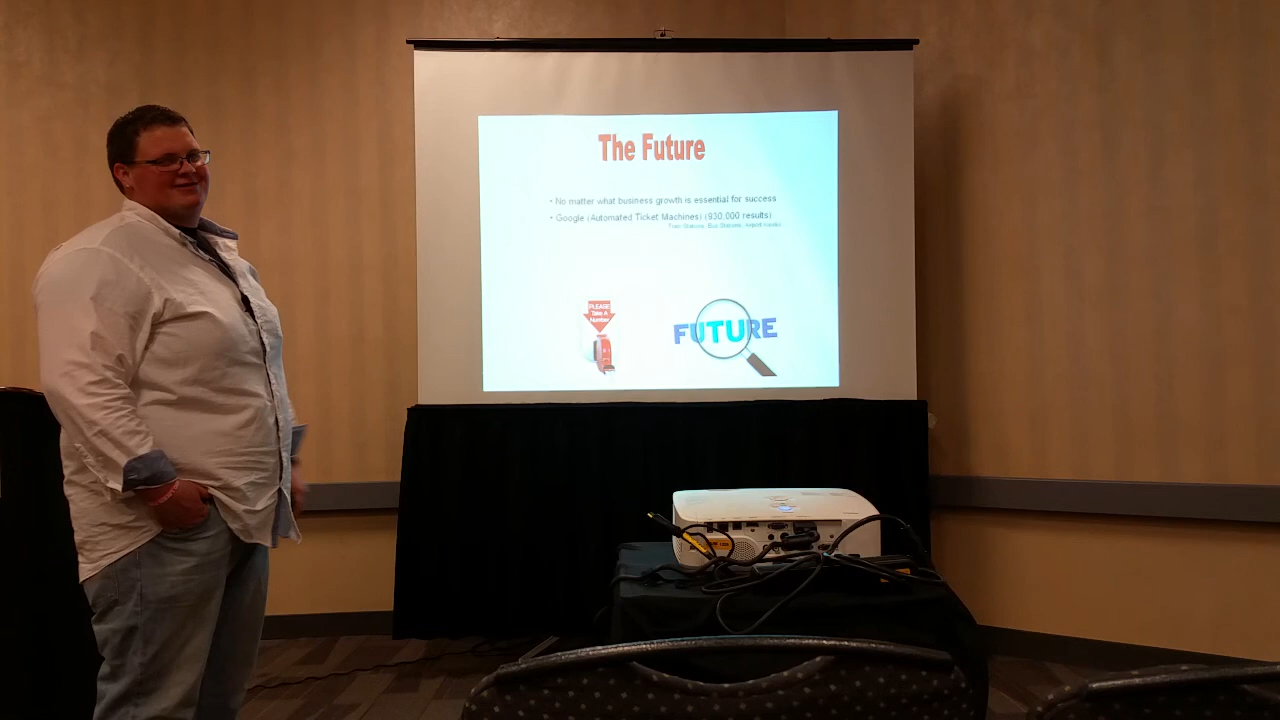 The Future
• No matter what business growth is essential for success
• Google (Automated Ticket Machines) (930,000 results)
Train Stations, Bus Stations, Airport Kiosks
PLEASE
Take A
Number
FUTURE